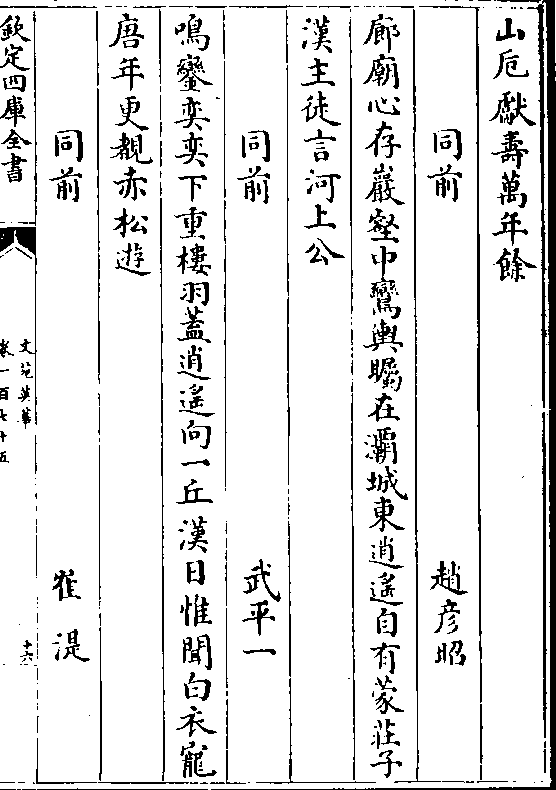 山巵獻壽萬年餘
同前 趙彦昭
廊廟心存巖壑中鸞輿矚在灞城東逍遙自有蒙莊子
漢主徒言河上公
同前 武平一
鳴鑾奕奕下重樓羽蓋逍遙向一丘漢日惟聞白衣寵
唐年更覩赤松遊
同前 崔湜
欽定四庫全書
文苑英華
卷一百七十五
十六